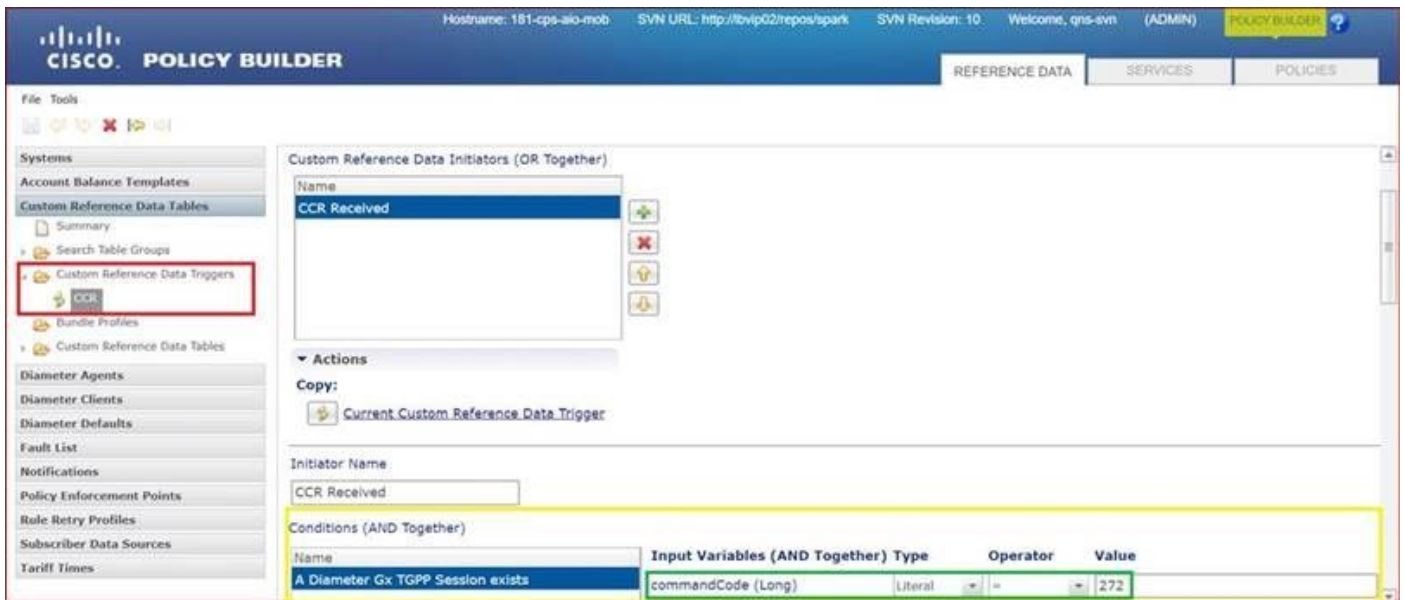 Hostname: 181-cps-aio-mob SVN URL: http://lbvip02/repos/spark SVN Revision: 10 Welcome, qns-svn (ADMIN) POLICY BUILDER ?
CISCO. POLICY BUILDER
REFERENCE DATA SERVICES POLICIES
File Tools
Systems
Account Balance Templates
Custom Reference Data Tables
Summary
Search Table Groups
Custom Reference Data Triggers
CCR
Bundle Profiles
Custom Reference Data Tables
Diameter Agents
Diameter Clients
Diameter Defaults
Fault List
Notifications
Policy Enforcement Points
Rule Retry Profiles
Subscriber Data Sources
Tariff Times
Custom Reference Data Initiators (OR Together)
Name
CCR Received
Actions
Copy:
Current Custom Reference Data Trigger
Initiator Name
CCR Received
Conditions (AND Together)
Name
A Diameter Gx TGPP Session exists
Input Variables (AND Together) Type Operator Value
commandCode (Long) Literal = 272